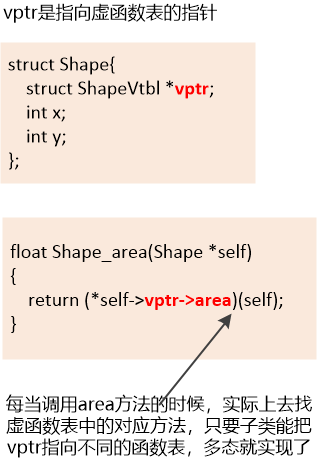 vptr是指向虚函数表的指针
struct Shape{
struct ShapeVtbl *vptr;
int x;
int y;
};
float Shape_area(Shape *self)
{
return (*self->vptr->area)(self);
}
每当调用area方法的时候，实际上去找
虚函数表中的对应方法，只要子类能把
vptr指向不同的函数表，多态就实现了